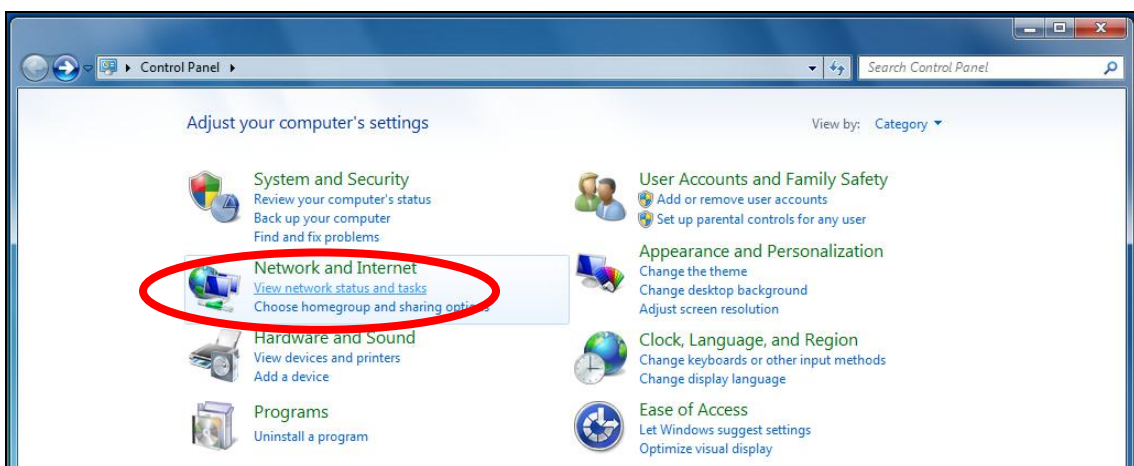 Control Panel
Search Control Panel
Adjust your computer's settings
View by: Category
System and Security
Review your computer's status
Back up your computer
Find and fix problems
Network and Internet
View network status and tasks
Choose homegroup and sharing options
Hardware and Sound
View devices and printers
Add a device
Programs
Uninstall a program
User Accounts and Family Safety
Add or remove user accounts
Set up parental controls for any user
Appearance and Personalization
Change the theme
Change desktop background
Adjust screen resolution
Clock, Language, and Region
Change keyboards or other input methods
Change display language
Ease of Access
Let Windows suggest settings
Optimize visual display